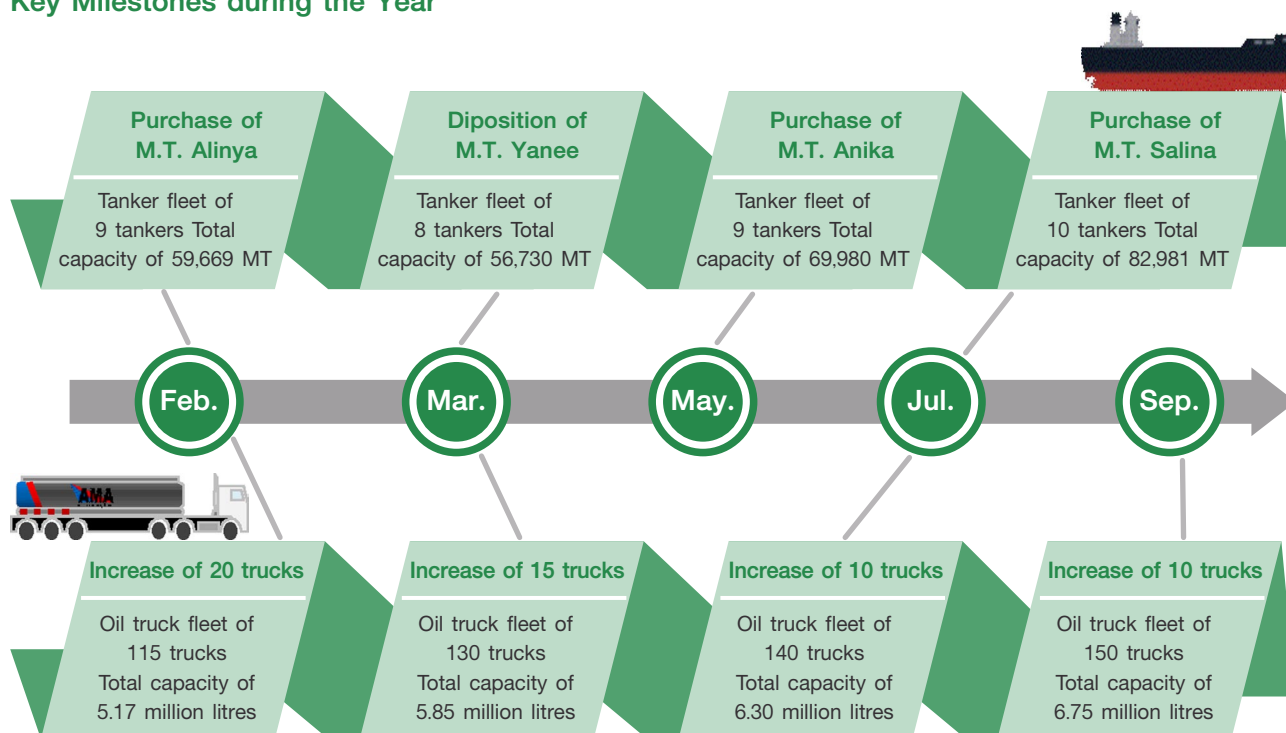 Key Milestones during the Year
Purchase of
M.T. Alinya
Tanker fleet of
9 tankers Total
capacity of 59,669 MT
Diposition of
M.T. Yanee
Tanker fleet of
8 tankers Total
capacity of 56,730 MT
Purchase of
M.T. Anika
Tanker fleet of
9 tankers Total
capacity of 69,980 MT
Purchase of
M.T. Salina
Tanker fleet of
10 tankers Total
capacity of 82,981 MT
Feb.
Mar.
May.
Jul.
Sep.
AMA
Increase of 20 trucks
Oil truck fleet of
115 trucks
Total capacity of
5.17 million litres
Increase of 15 trucks
Oil truck fleet of
130 trucks
Total capacity of
5.85 million litres
Increase of 10 trucks
Oil truck fleet of
140 trucks
Total capacity of
6.30 million litres
Increase of 10 trucks
Oil truck fleet of
150 trucks
Total capacity of
6.75 million litres